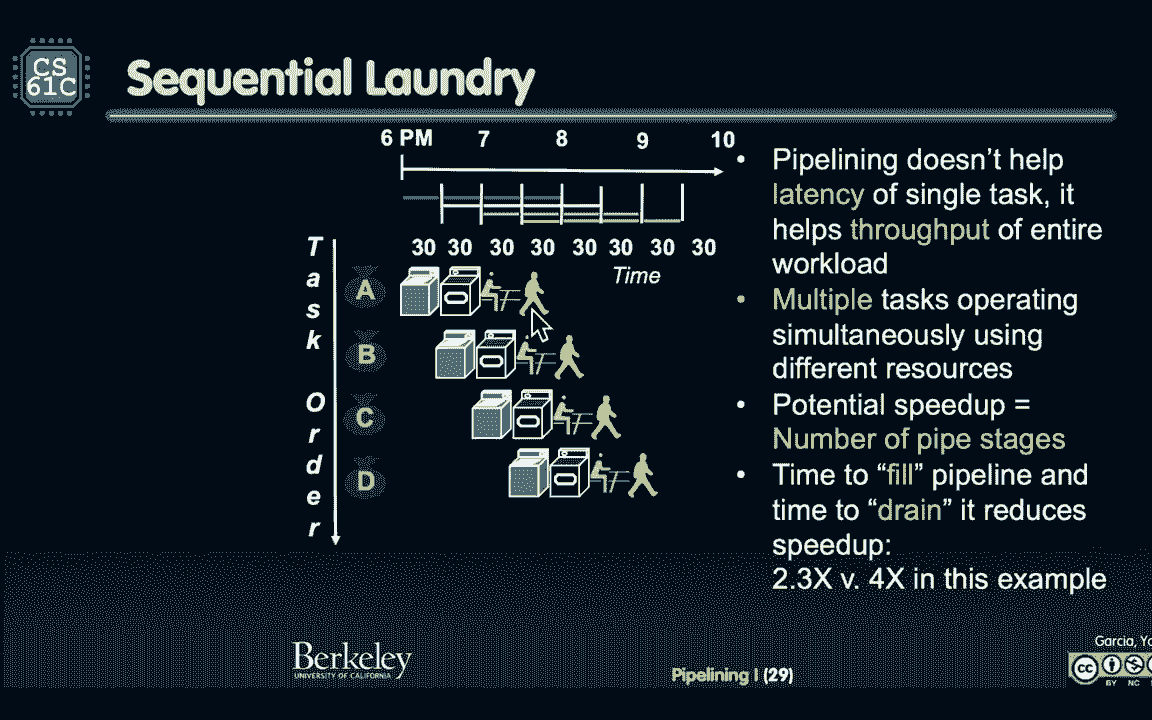 CS
61C
Sequential Laundry
6 PM 7 8 9 10
30 30 30 30 30 30 30 30
Time
Task Order
A
B
C
D
• Pipelining doesn't help
latency of single task, it
helps throughput of entire
workload
• Multiple tasks operating
simultaneously using
different resources
• Potential speedup =
Number of pipe stages
• Time to “fill” pipeline and
time to “drain” it reduces
speedup:
2.3X v. 4X in this example
Berkeley
UNIVERSITY OF CALIFORNIA
Pipelining I (29)
Garcia,
cc
BY NC